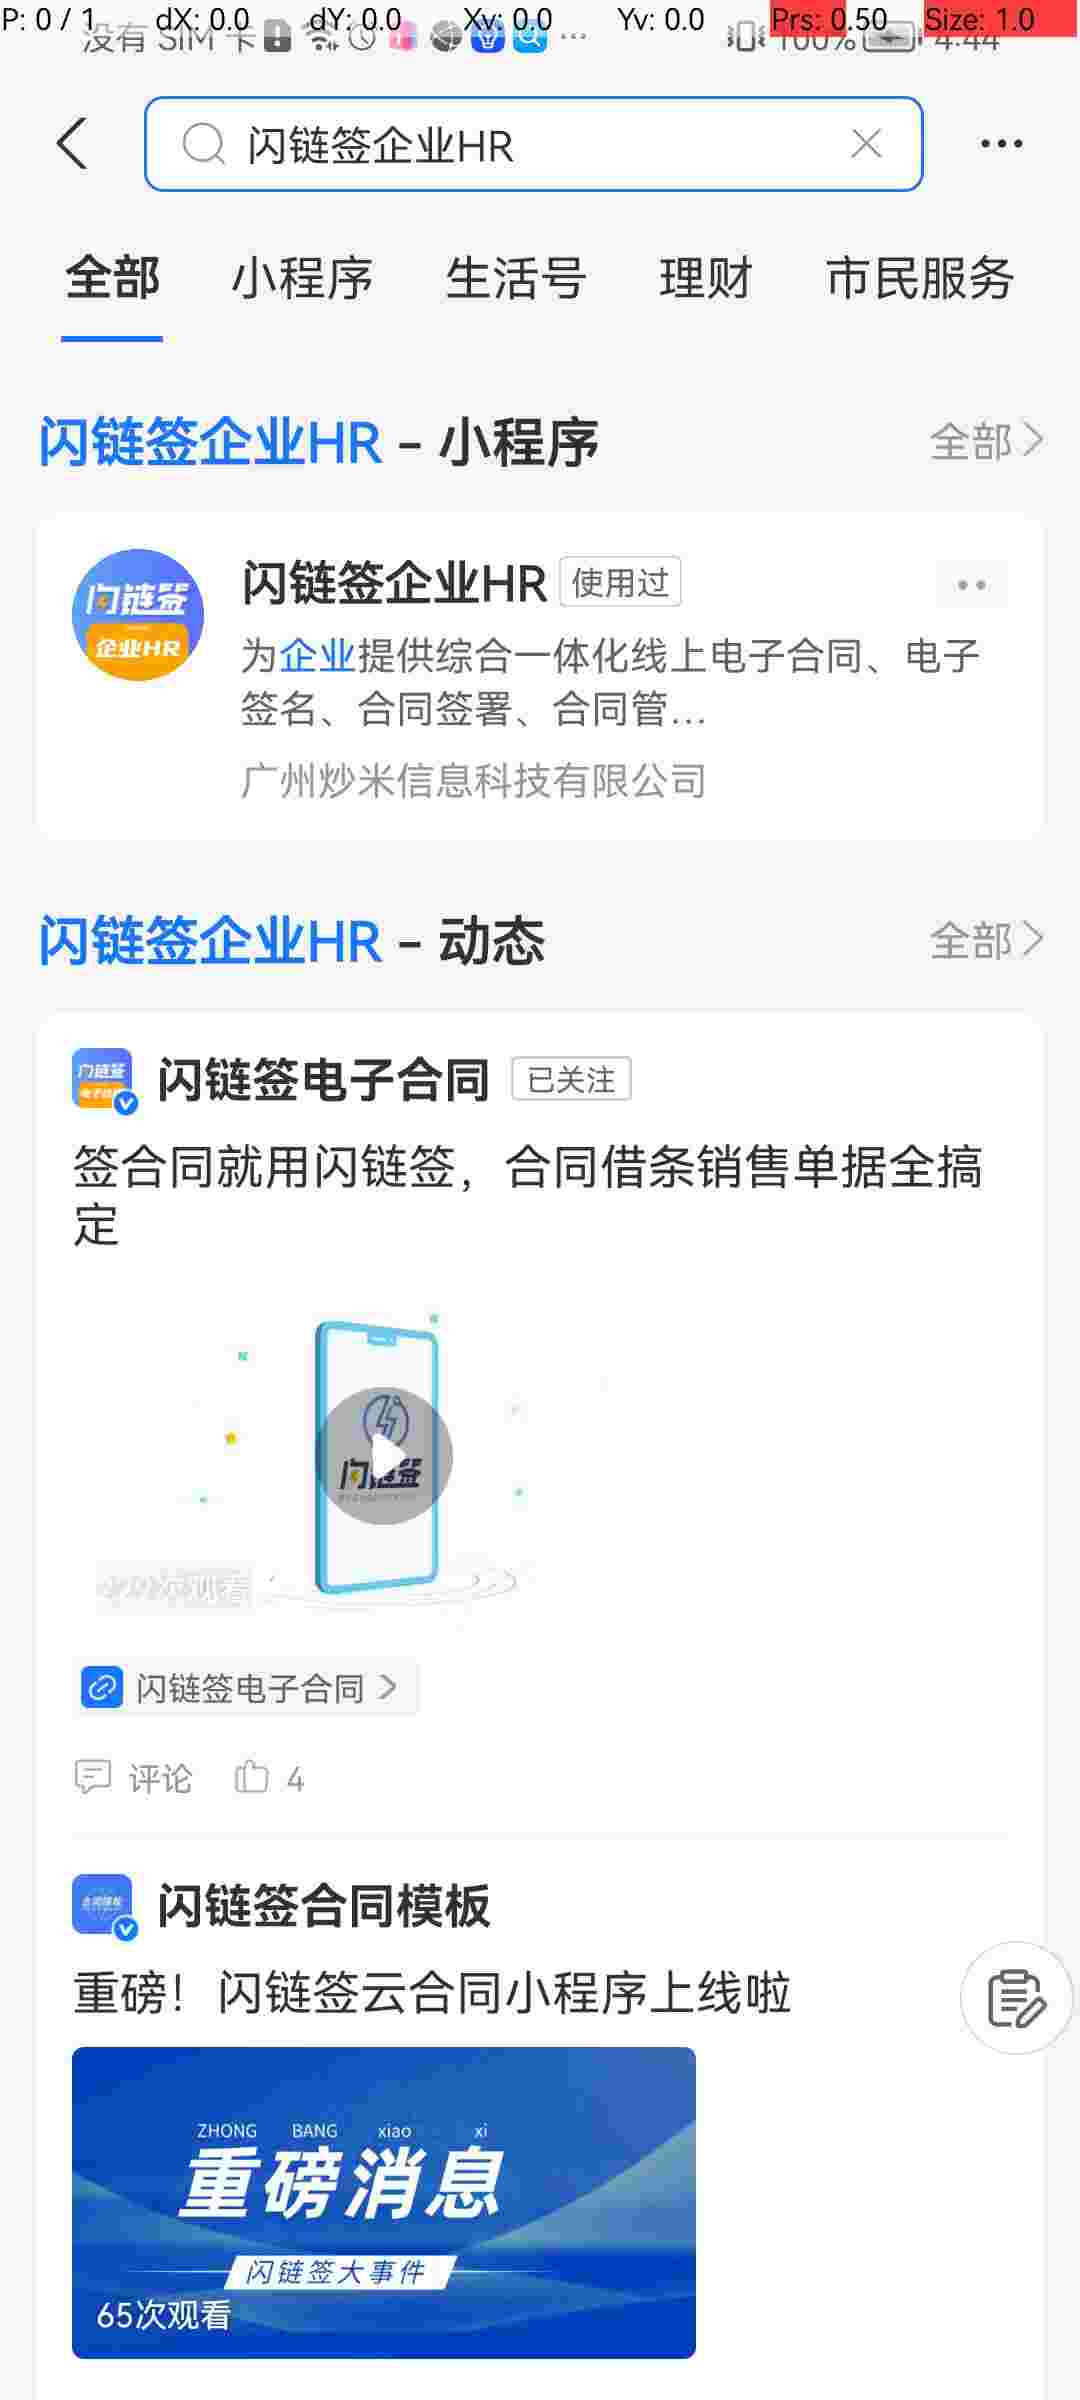 P: 0 / 1 dX: 0.0 dY: 0.0 Xv: 0.0 Yv: 0.0 Prs: 0.50 Size: 1.0
没有 SIM 卡 100% 4:44
闪链签企业HR
全部 小程序 生活号 理财 市民服务
闪链签企业HR – 小程序 全部
闪链签
企业HR
闪链签企业HR 使用过
为企业提供综合一体化线上电子合同、电子
签名、合同签署、合同管...
广州炒米信息科技有限公司
闪链签企业HR – 动态 全部
闪链签
闪链签电子合同 已关注
签合同就用闪链签，合同借条销售单据全搞
定
闪链签
次观看
闪链签电子合同
评论 4
合同模板
闪链签合同模板
重磅！闪链签云合同小程序上线啦
ZHONG BANG xiao xi
重磅消息
闪链签大事件
65次观看